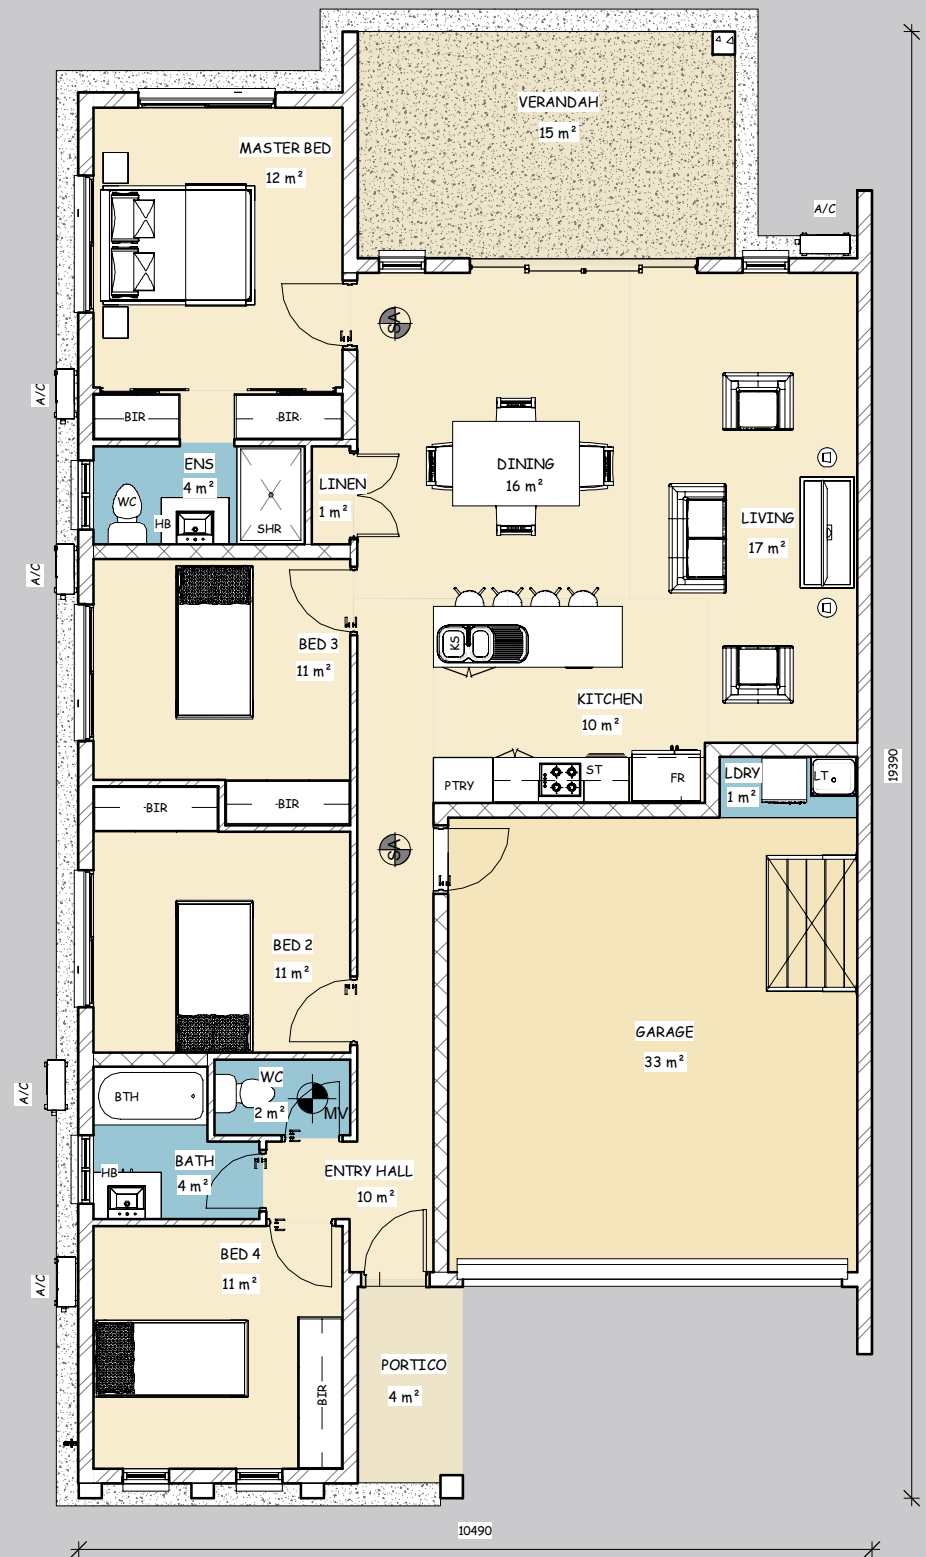 VERANDAH
15 m²
MASTER BED
12 m²
A/C
SA
A/C
BIR
BIR
ENS
4 m²
WC
HB
SHR
LINEN
1 m²
DINING
16 m²
LIVING
17 m²
A/C
BED 3
11 m²
KS
KITCHEN
10 m²
PTRY
ST
FR
LDRY
1 m²
LT
19390
BIR
BIR
SA
BED 2
11 m²
GARAGE
33 m²
A/C
BTH
WC
2 m²
MV
BATH
4 m²
HB
ENTRY HALL
10 m²
BED 4
11 m²
A/C
BIR
PORTICO
4 m²
10490